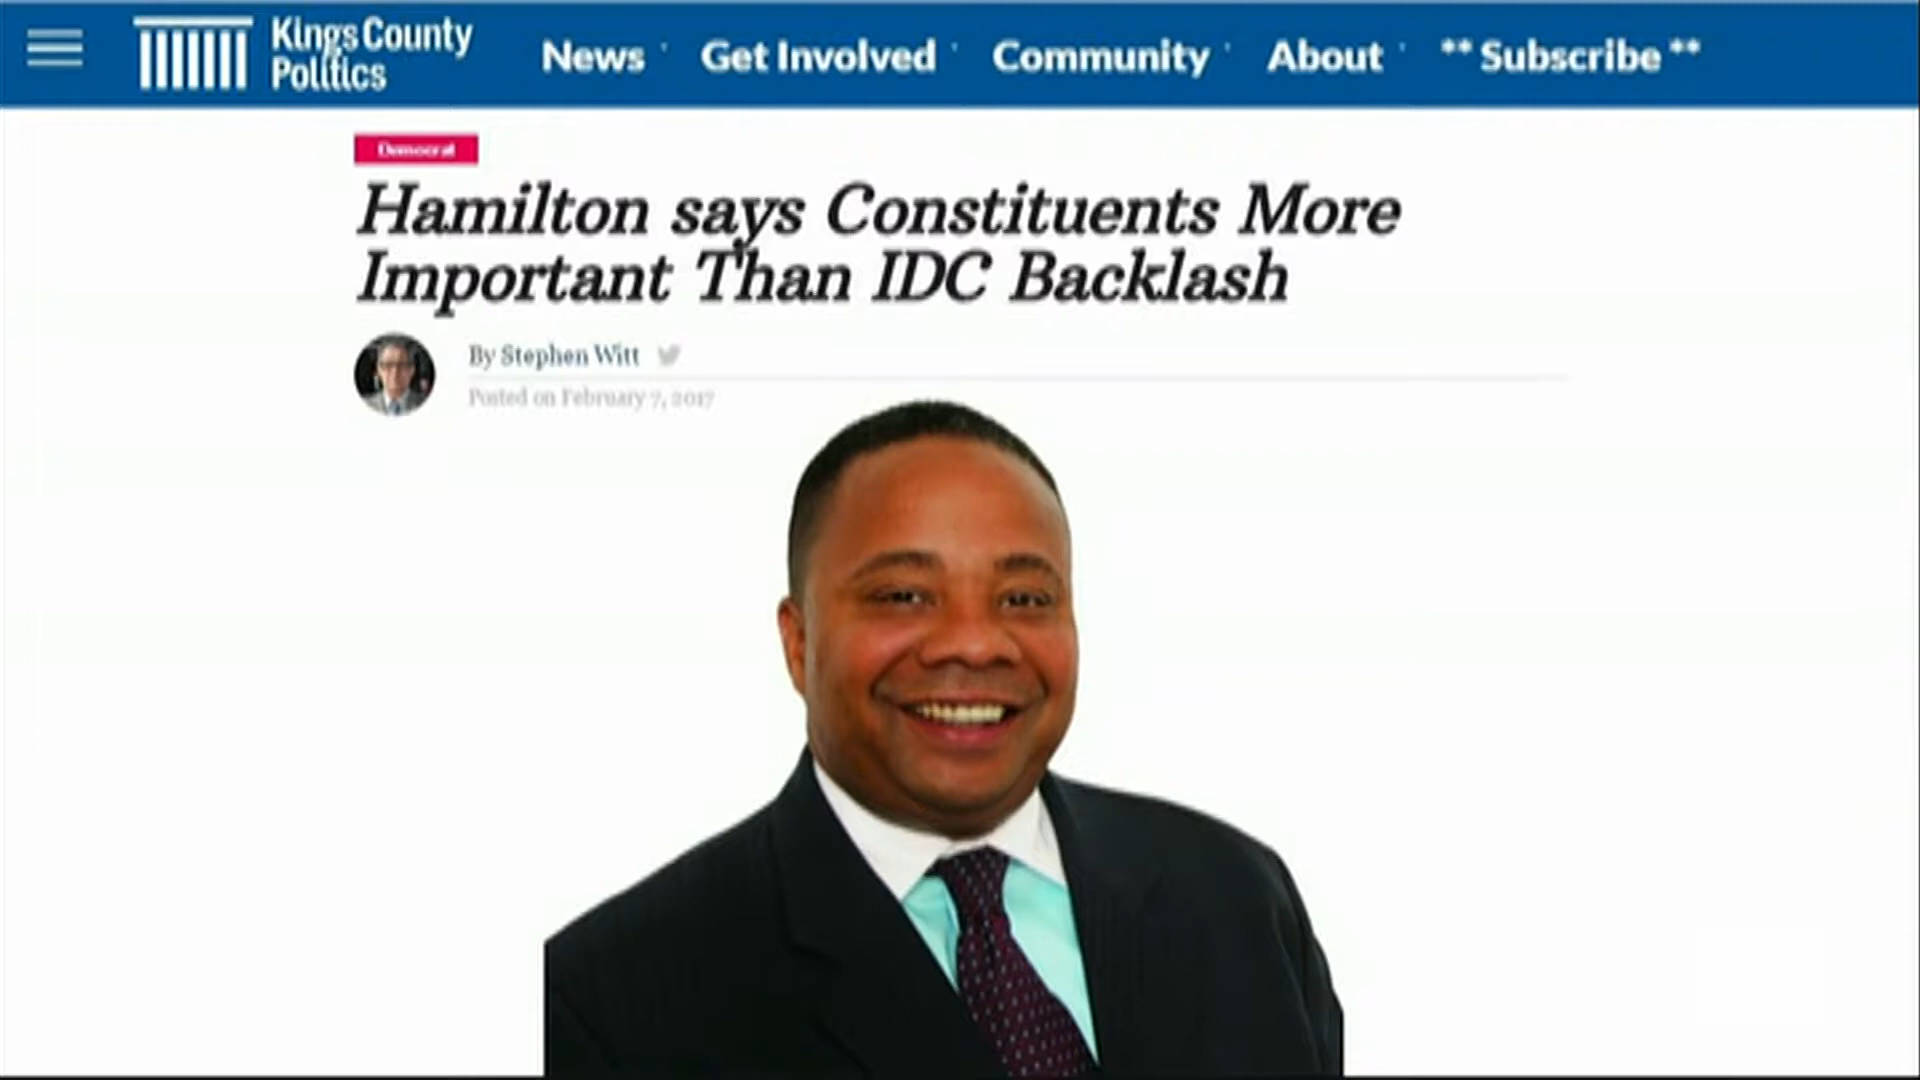 Kings County
Politics
News
Get Involved
Community
About
** Subscribe **
Democrat
Hamilton says Constituents More
Important Than IDC Backlash
By Stephen Witt
Posted on February 7, 2017